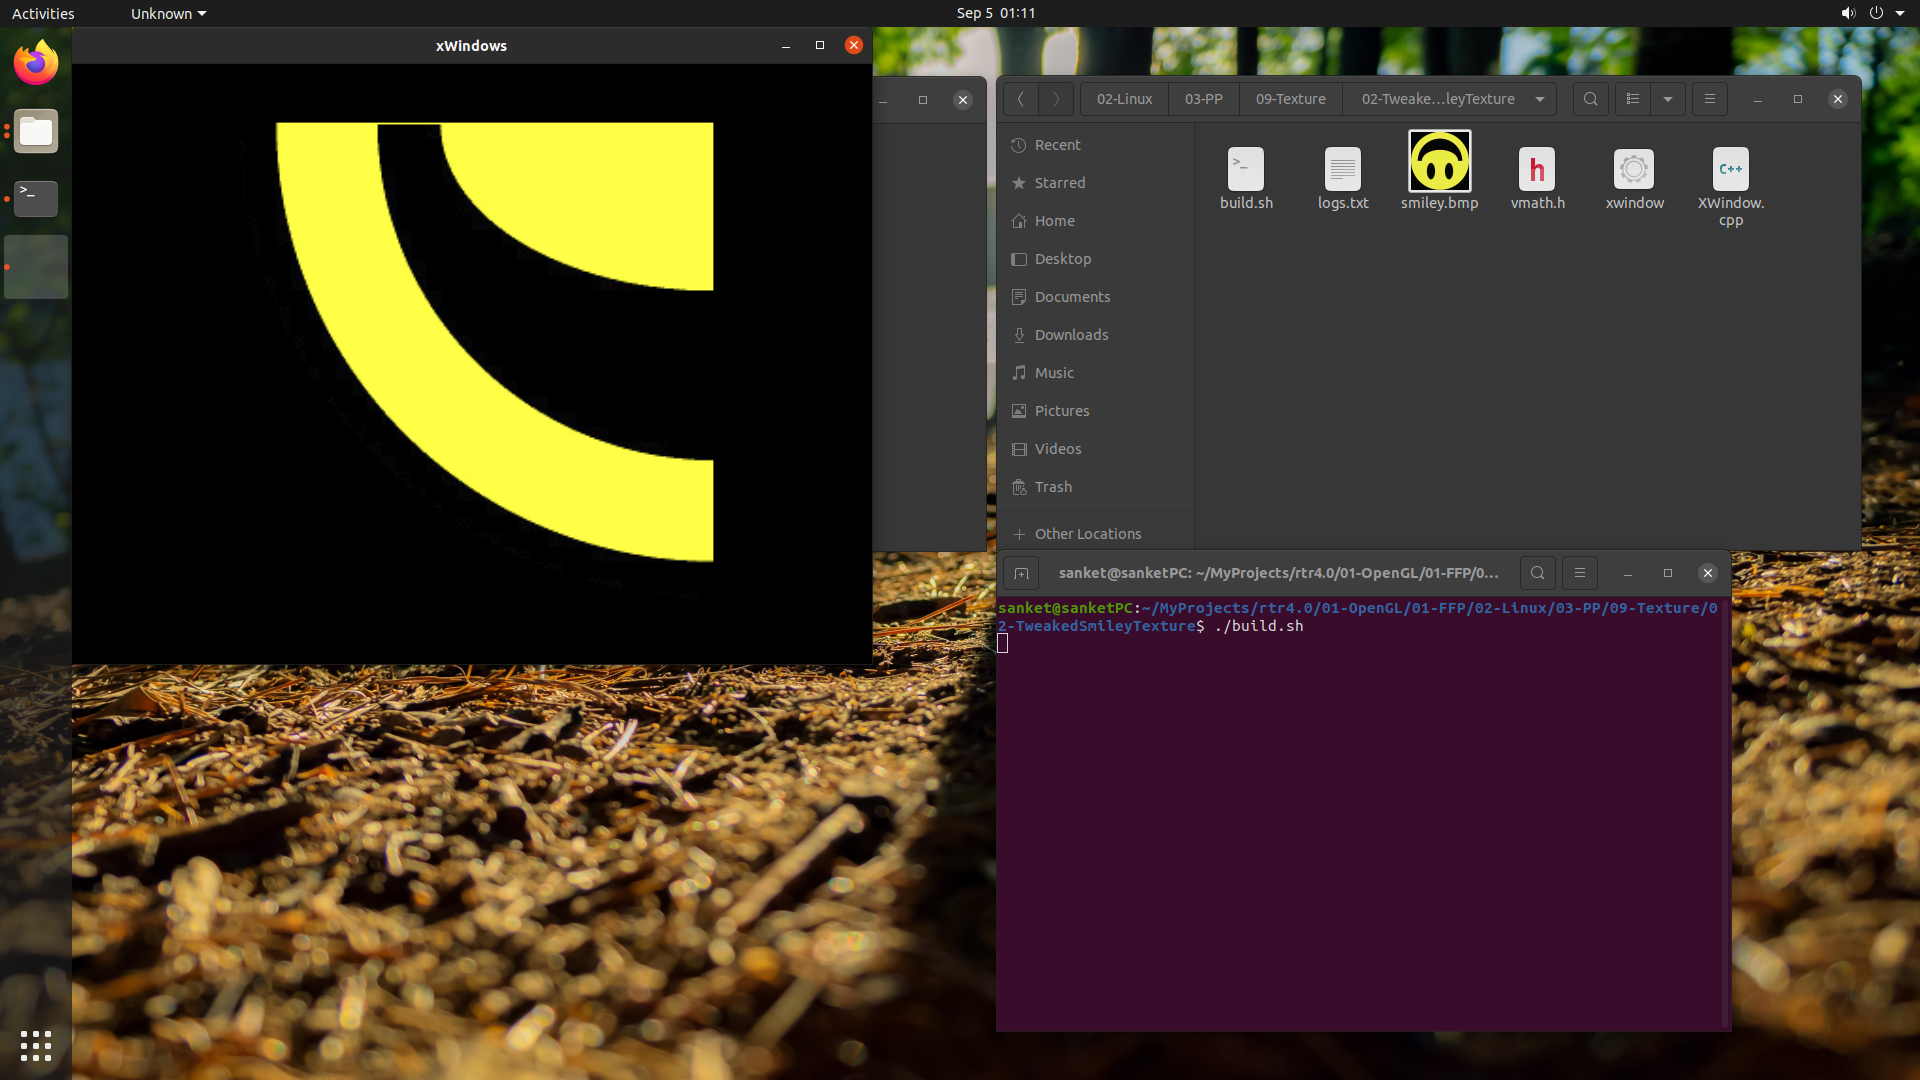 Activities
Unknown
Sep 5 01:11
xWindows
02-Linux
03-PP
09-Texture
02-Tweake…leyTexture
Recent
Starred
Home
Desktop
Documents
Downloads
Music
Pictures
Videos
Trash
Other Locations
>_
build.sh
logs.txt
smiley.bmp
h
vmath.h
xwindow
C++
XWindow.
cpp
>_
sanket@sanketPC: ~/MyProjects/rtr4.0/01-OpenGL/01-FFP/0...
sanket@sanketPC:~/MyProjects/rtr4.0/01-OpenGL/01-FFP/02-Linux/03-PP/09-Texture/0
2-TweakedSmileyTexture$ ./build.sh